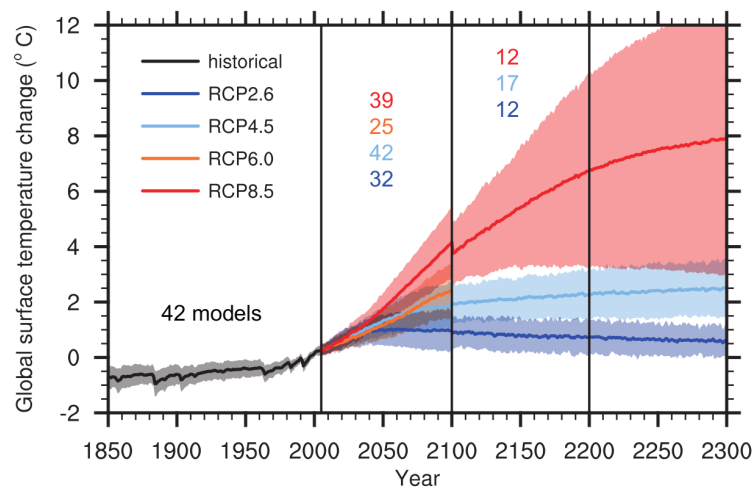 Global surface temperature change (° C)
12
10
8
6
4
2
0
-2
historical
RCP2.6
RCP4.5
RCP6.0
RCP8.5
42 models
39
25
42
32
12
17
12
1850 1900 1950 2000 2050 2100 2150 2200 2250 2300
Year